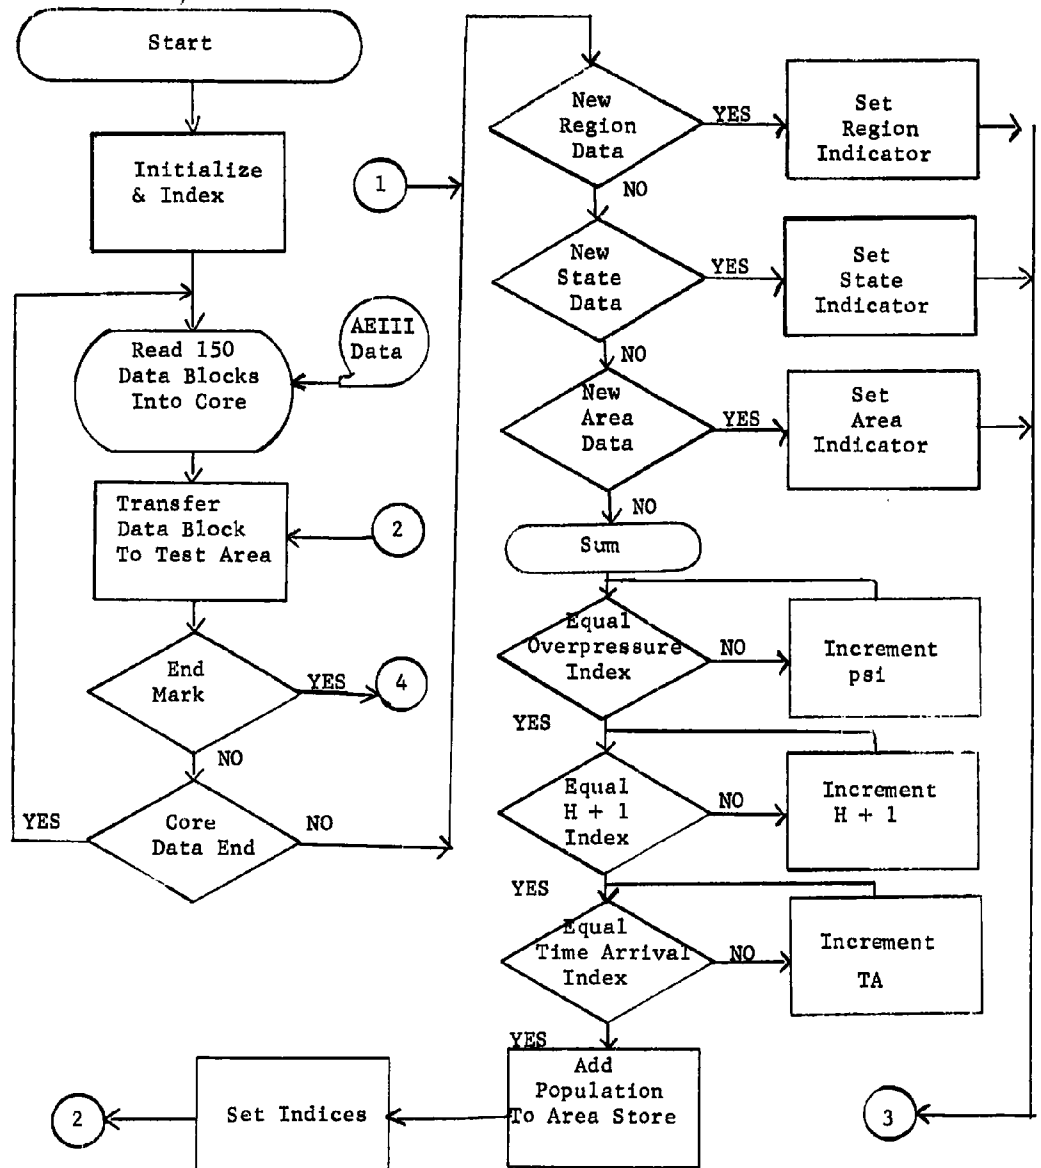 Start
Initialize
& Index
1
Read 150
Data Blocks
Into Core
AEIII
Data
Transfer
Data Block
To Test Area
2
End
Mark
YES
4
NO
Core
Data End
YES
NO
New
Region
Data
YES
Set
Region
Indicator
NO
New
State
Data
YES
Set
State
Indicator
NO
New
Area
Data
YES
Set
Area
Indicator
NO
Sum
Equal
Overpressure
Index
NO
Increment
psi
YES
Equal
H + 1
Index
NO
Increment
H + 1
YES
Equal
Time Arrival
Index
NO
Increment
TA
YES
Add
Population
To Area Store
Set Indices
2
3